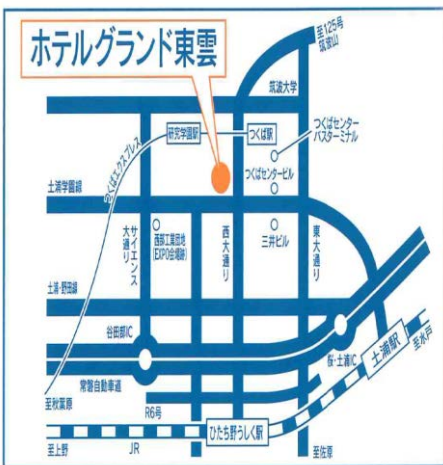 ホテルグランド東雲
至125号
筑波山
筑波大学
研究学園駅
つくば駅
つくばセンター
バスターミナル
つくばエクスプレス
つくばセンタービル
土浦学園線
サイエンス
大通り
西部工業団地
(EXPO会場跡)
西大通り
三井ビル
東大通り
土浦・野田線
谷田部IC
桜・土浦IC
土浦駅
至水戸
常磐自動車道
至秋葉原
R6号
ひたち野うしく駅
至上野
JR
至佐原